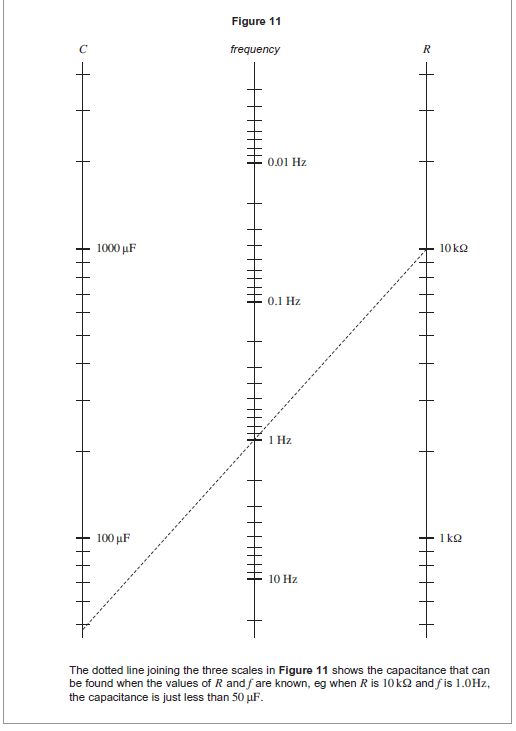 Figure 11
C frequency R
0.01 Hz
1000 µF 10 kΩ
0.1 Hz
1 Hz
100 µF 1 kΩ
10 Hz
The dotted line joining the three scales in Figure 11 shows the capacitance that can
be found when the values of R and f are known, eg when R is 10 kΩ and f is 1.0 Hz,
the capacitance is just less than 50 µF.